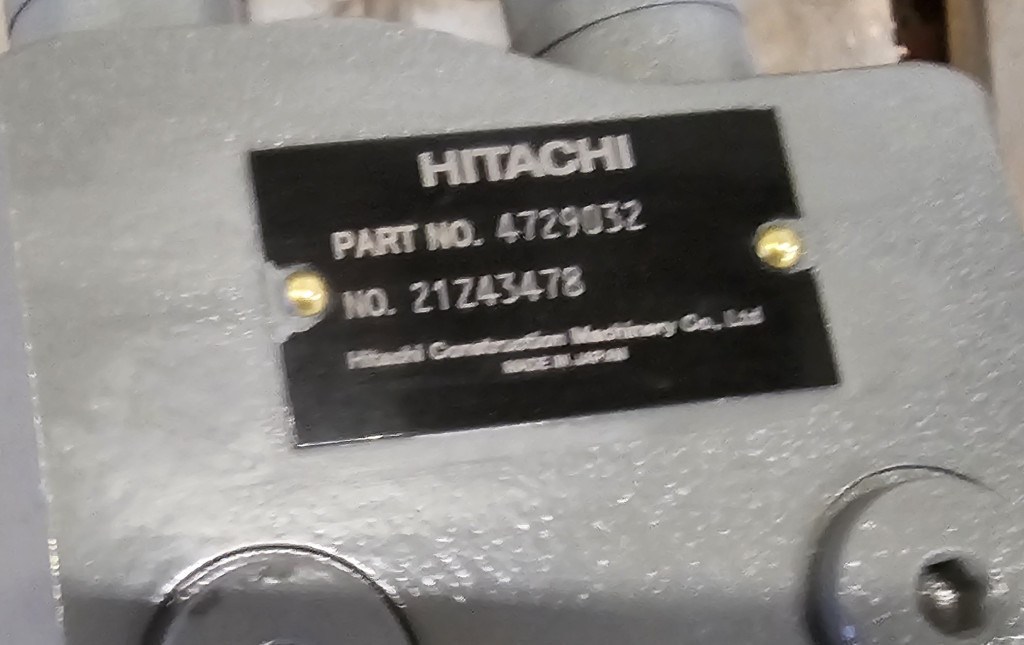 HITACHI
PART NO. 4729032
NO. 21Z43478
Hitachi Construction Machinery Co., Ltd
MADE IN JAPAN